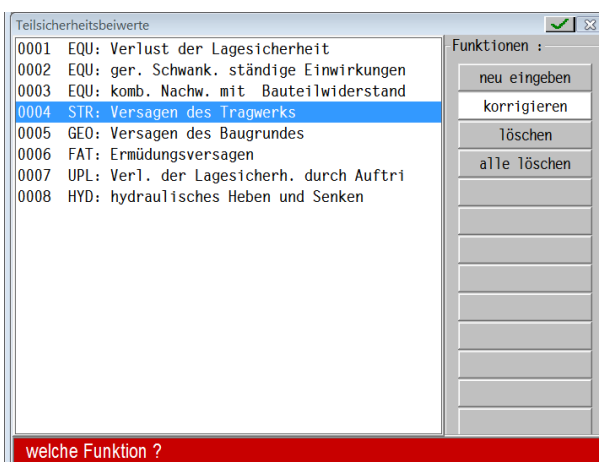 Teilsicherheitsbeiwerte
0001 EQU: Verlust der Lagesicherheit
0002 EQU: ger. Schwank. ständige Einwirkungen
0003 EQU: komb. Nachw. mit Bauteilwiderstand
0004 STR: Versagen des Tragwerks
0005 GEO: Versagen des Baugrundes
0006 FAT: Ermüdungsversagen
0007 UPL: Verl. der Lagesicherh. durch Auftri
0008 HYD: hydraulisches Heben und Senken
Funktionen :
neu eingeben
korrigieren
löschen
alle löschen
welche Funktion ?